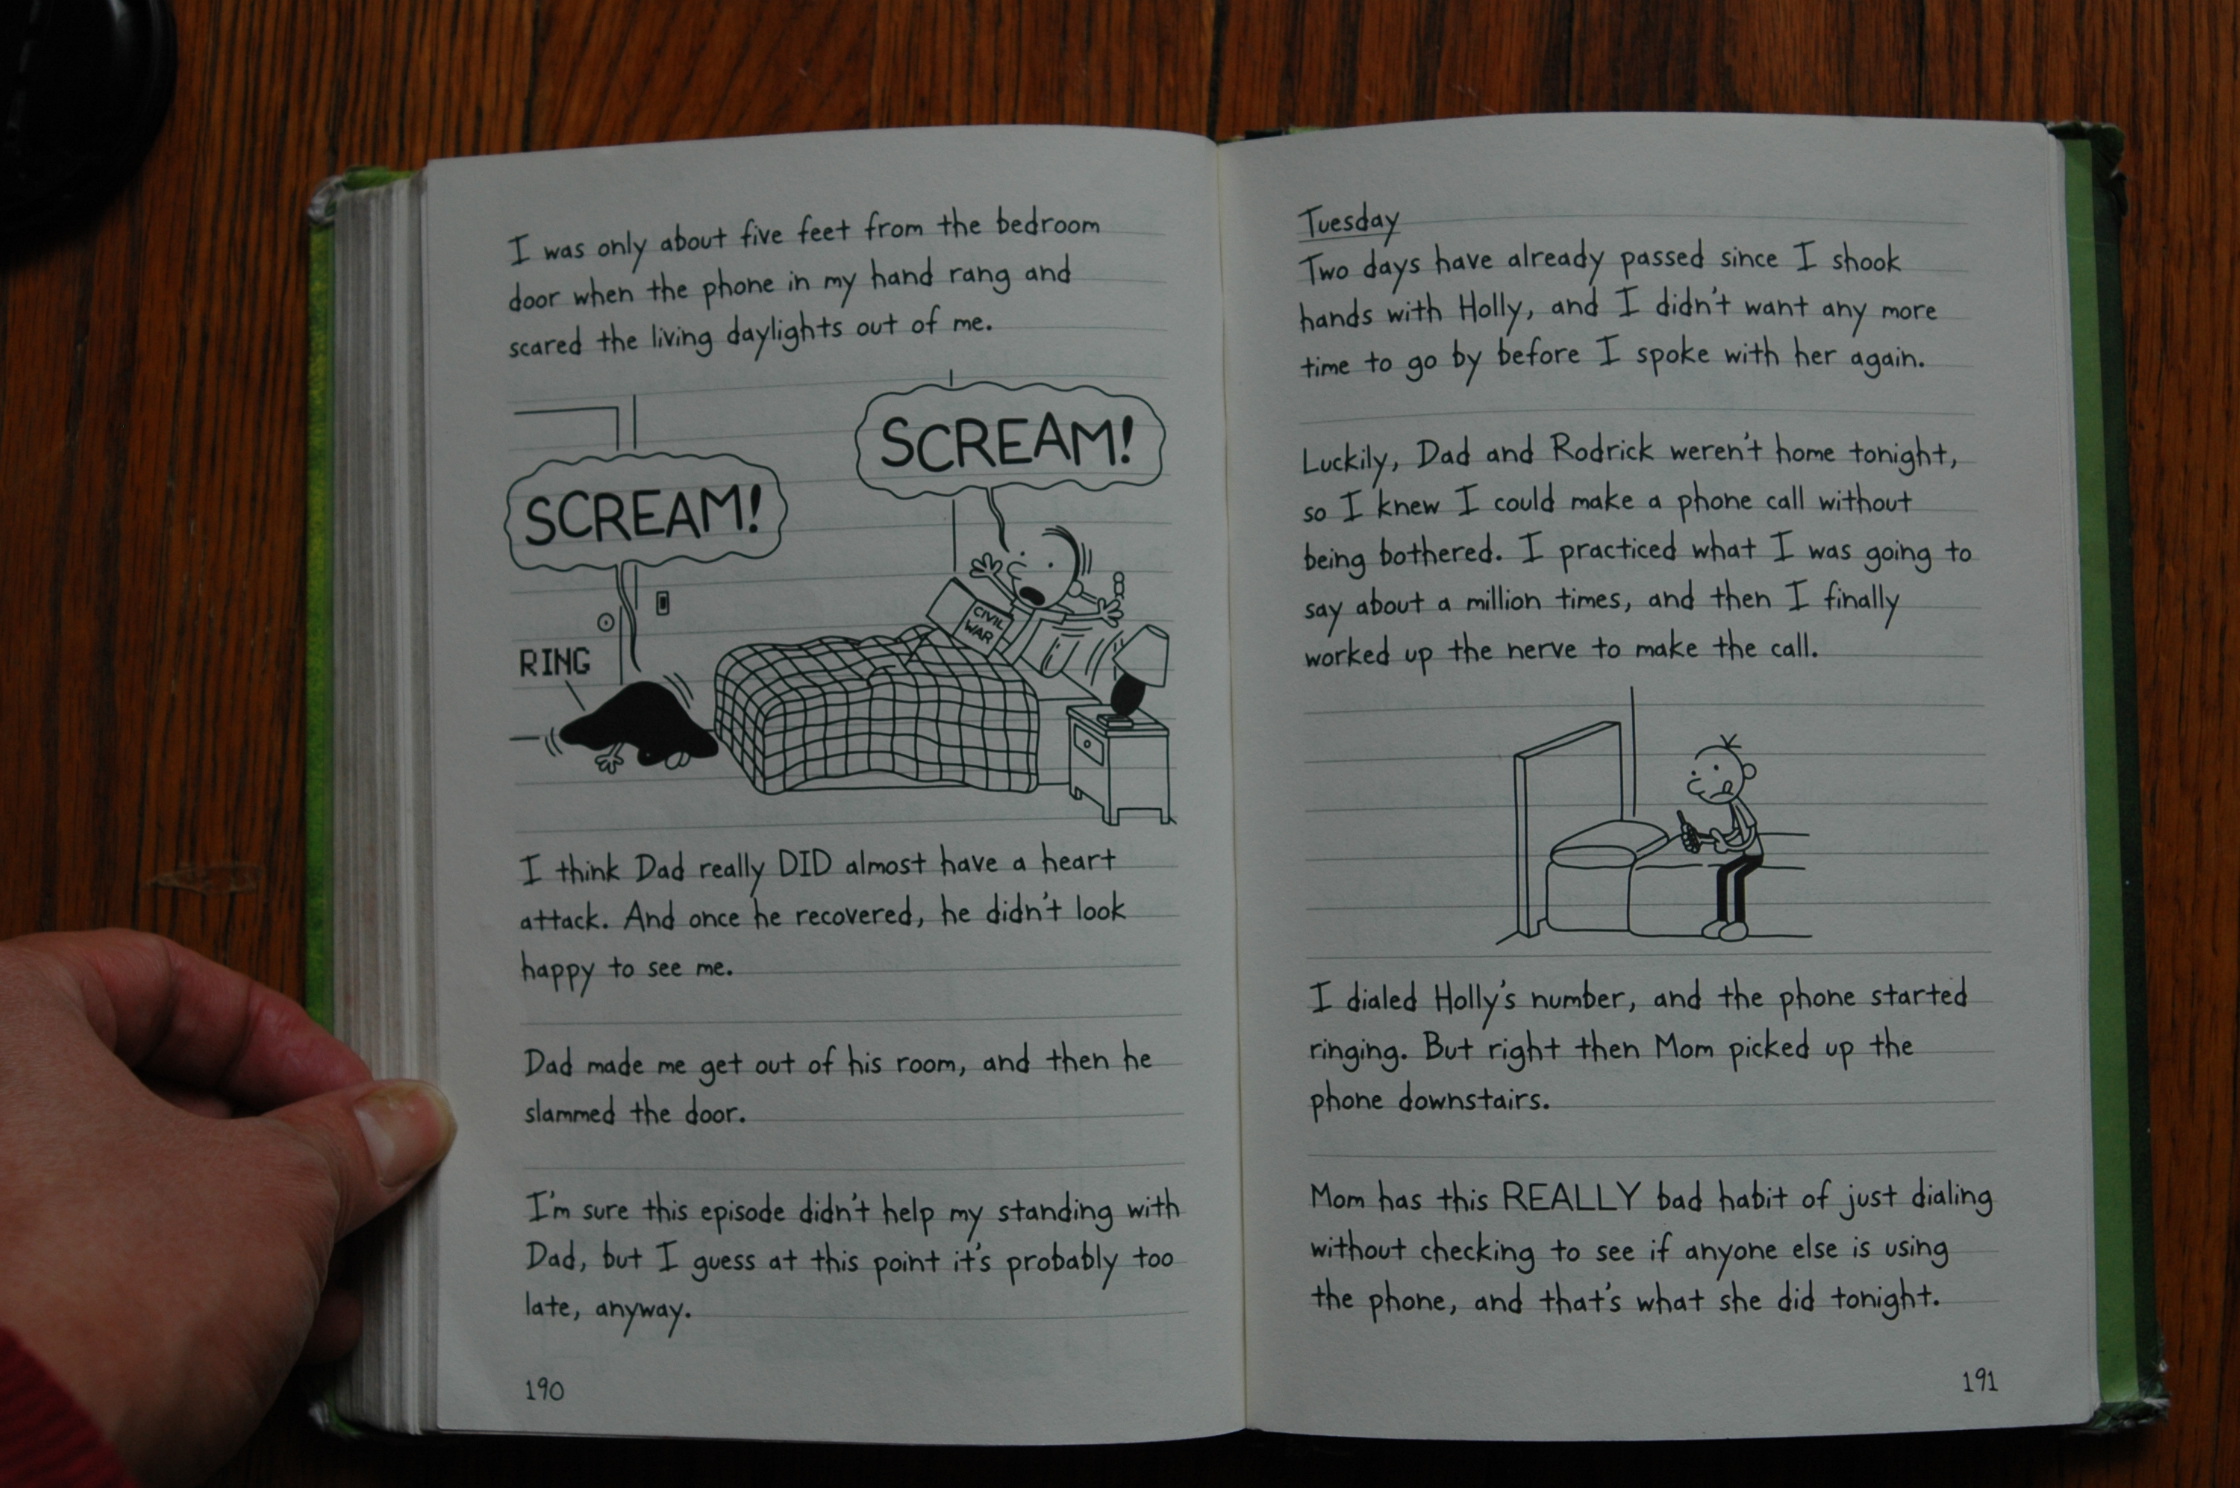 I was only about five feet from the bedroom
door when the phone in my hand rang and
scared the living daylights out of me.
SCREAM!
SCREAM!
RING
CIVIL
WAR
I think Dad really DID almost have a heart
attack. And once he recovered, he didn't look
happy to see me.
Dad made me get out of his room, and then he
slammed the door.
I'm sure this episode didn't help my standing with
Dad, but I guess at this point it's probably too
late, anyway.
190
Tuesday
Two days have already passed since I shook
hands with Holly, and I didn't want any more
time to go by before I spoke with her again.
Luckily, Dad and Rodrick weren't home tonight,
so I knew I could make a phone call without
being bothered. I practiced what I was going to
say about a million times, and then I finally
worked up the nerve to make the call.
I dialed Holly's number, and the phone started
ringing. But right then Mom picked up the
phone downstairs.
Mom has this REALLY bad habit of just dialing
without checking to see if anyone else is using
the phone, and that's what she did tonight.
191